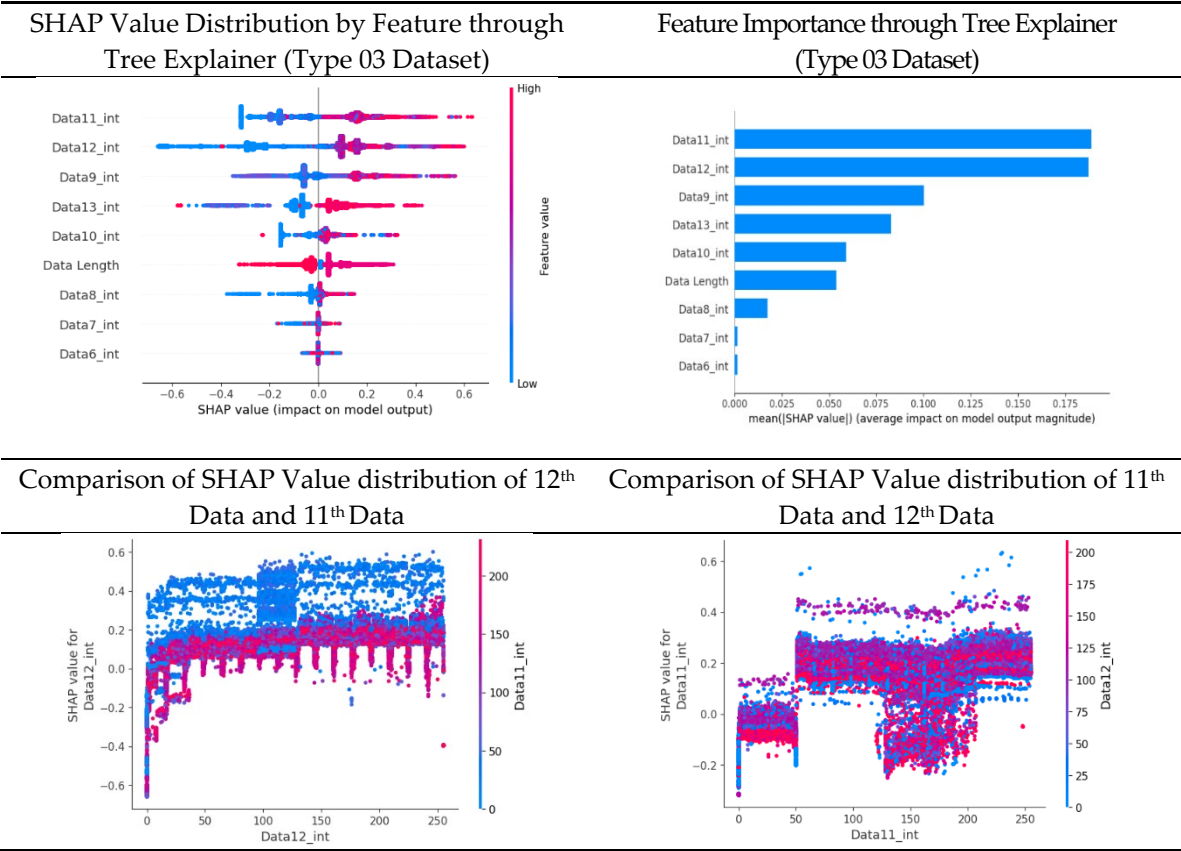 SHAP Value Distribution by Feature through
Tree Explainer (Type 03 Dataset)
Feature Importance through Tree Explainer
(Type 03 Dataset)
High
Data11_int
Data12_int
Data9_int
Data13_int
Data10_int
Data Length
Data8_int
Data7_int
Data6_int
Feature value
Low
−0.6 −0.4 −0.2 0.0 0.2 0.4 0.6
SHAP value (impact on model output)
Data11_int
Data12_int
Data9_int
Data13_int
Data10_int
Data Length
Data8_int
Data7_int
Data6_int
0.000 0.025 0.050 0.075 0.100 0.125 0.150 0.175
mean(|SHAP value|) (average impact on model output magnitude)
Comparison of SHAP Value distribution of 12th
Data and 11th Data
Comparison of SHAP Value distribution of 11th
Data and 12th Data
0.6
0.4
0.2
0.0
−0.2
−0.4
−0.6
SHAP value for
Data12_int
0 50 100 150 200 250
Data12_int
200
150
100
50
0
Data11_int
0.6
0.4
0.2
0.0
−0.2
SHAP value for
Data11_int
0 50 100 150 200 250
Data11_int
200
175
150
125
100
75
50
25
0
Data12_int